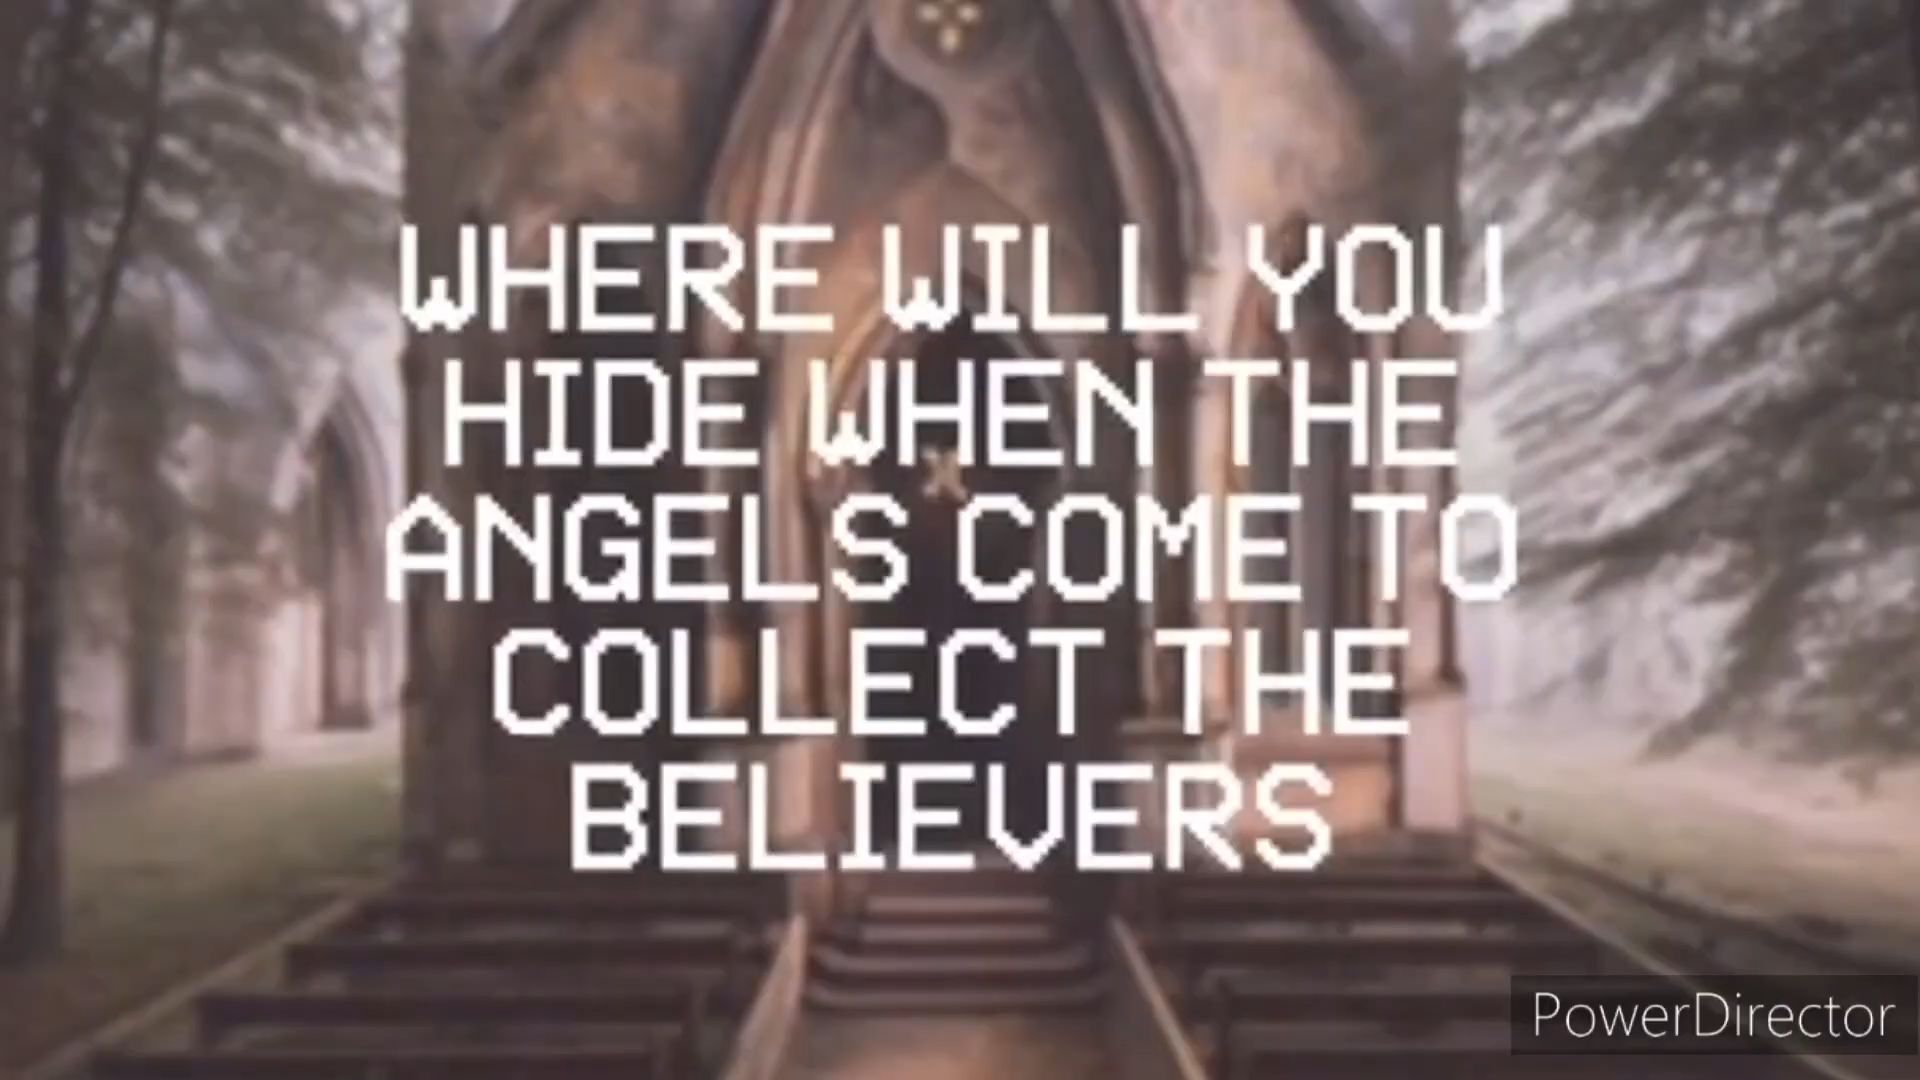 WHERE WILL YOU
HIDE WHEN THE
ANGELS COME TO
COLLECT THE
BELIEVERS
PowerDirector